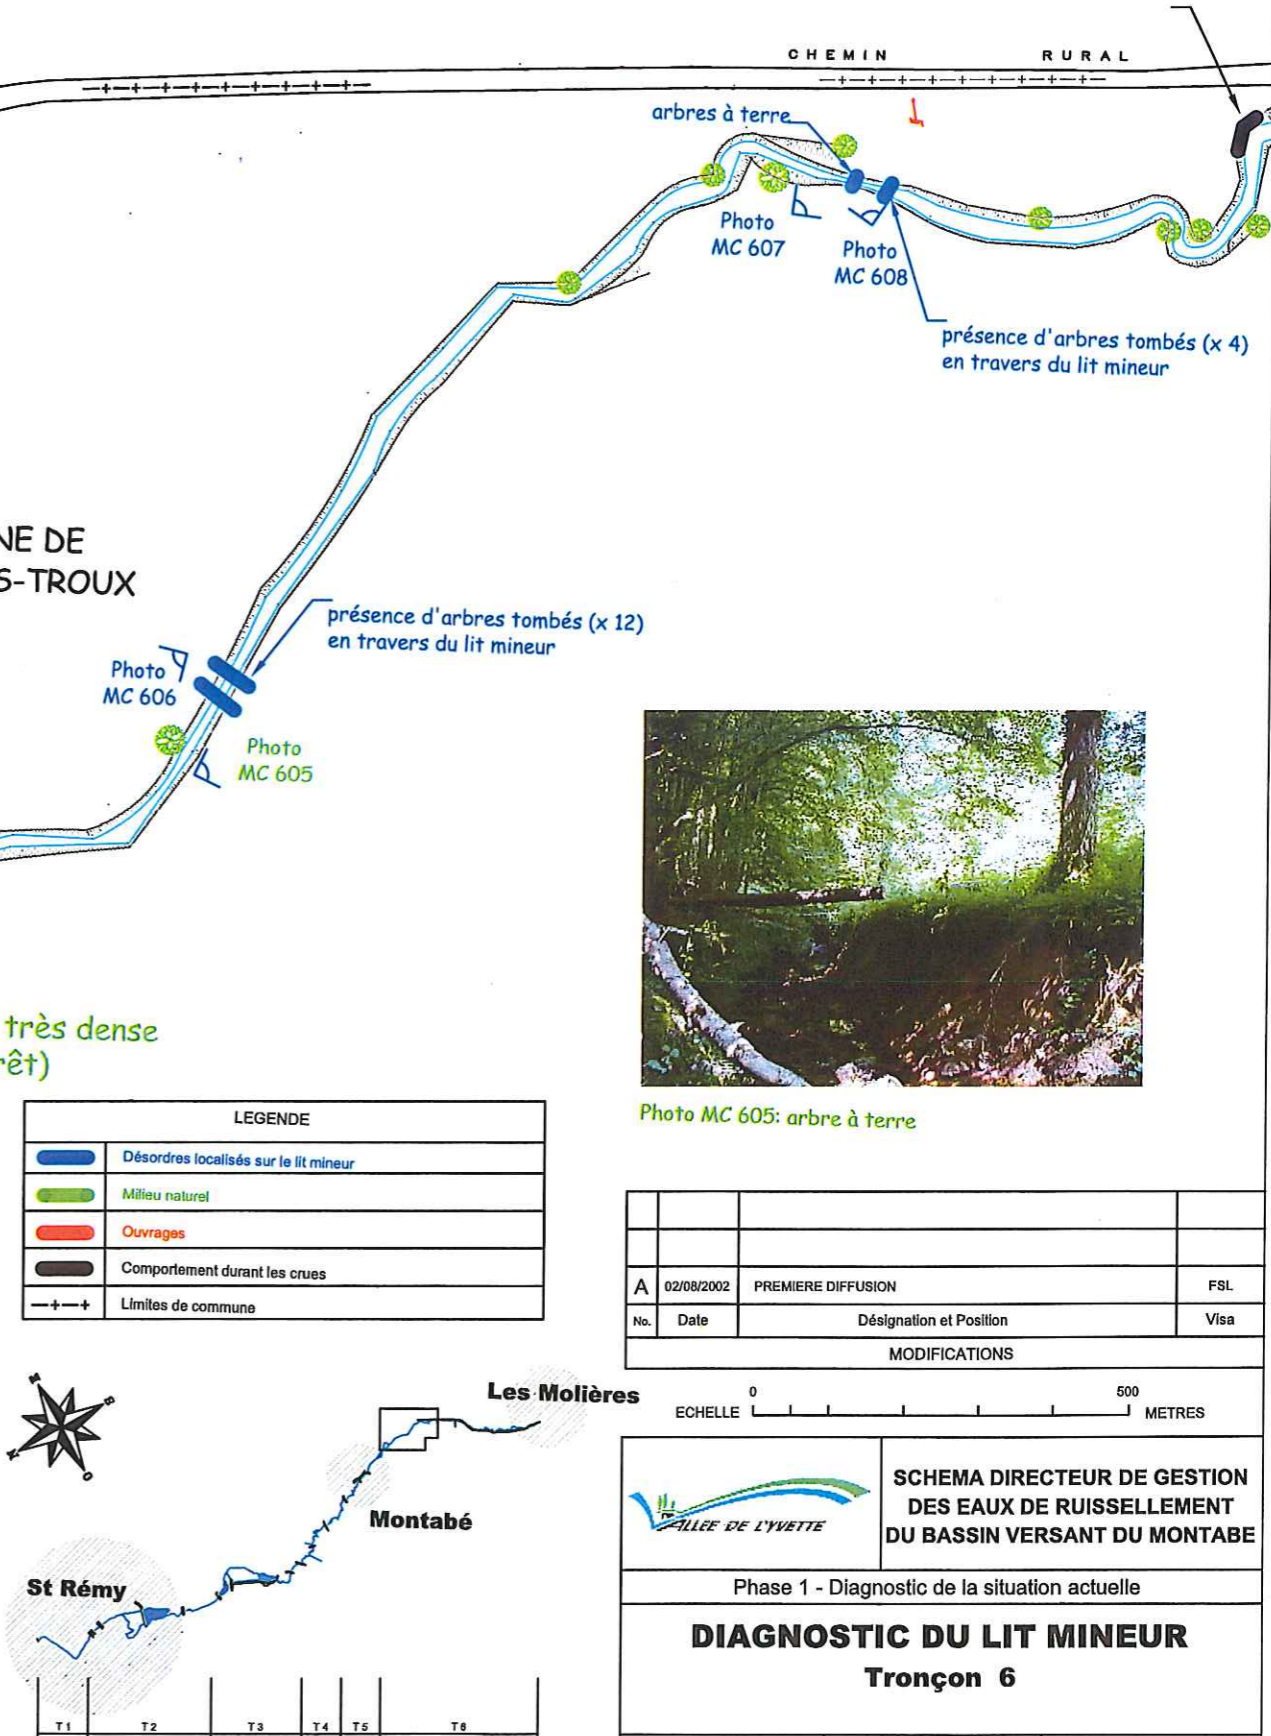 CHEMIN RURAL
arbres à terre
Photo
MC 607
Photo
MC 608
présence d'arbres tombés (x 4)
en travers du lit mineur
NE DE
S-TROUX
présence d'arbres tombés (x 12)
en travers du lit mineur
Photo
MC 606
Photo
MC 605
très dense
rêt)
Photo MC 605: arbre à terre
LEGENDE
Désordres localisés sur le lit mineur
Milieu naturel
Ouvrages
Comportement durant les crues
Limites de commune
A 02/08/2002 PREMIERE DIFFUSION FSL
No. Date Désignation et Position Visa
MODIFICATIONS
0 500
ECHELLE METRES
Les Molières
Montabé
St Rémy
T1 T2 T3 T4 T5 T6
ALLEE DE L'YVETTE
SCHEMA DIRECTEUR DE GESTION
DES EAUX DE RUISSELLEMENT
DU BASSIN VERSANT DU MONTABE
Phase 1 - Diagnostic de la situation actuelle
DIAGNOSTIC DU LIT MINEUR
Tronçon 6